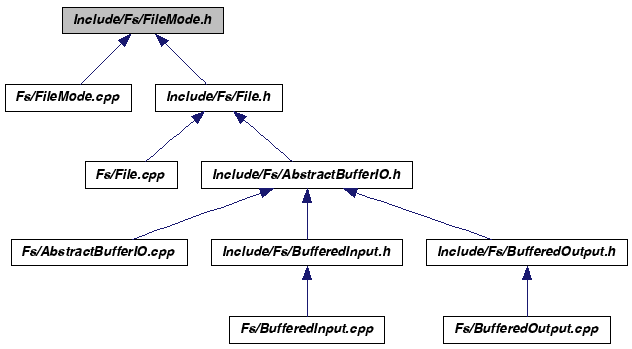 Include/Fs/FileMode.h
Fs/FileMode.cpp
Include/Fs/File.h
Fs/File.cpp
Include/Fs/AbstractBufferIO.h
Fs/AbstractBufferIO.cpp
Include/Fs/BufferedInput.h
Include/Fs/BufferedOutput.h
Fs/BufferedInput.cpp
Fs/BufferedOutput.cpp